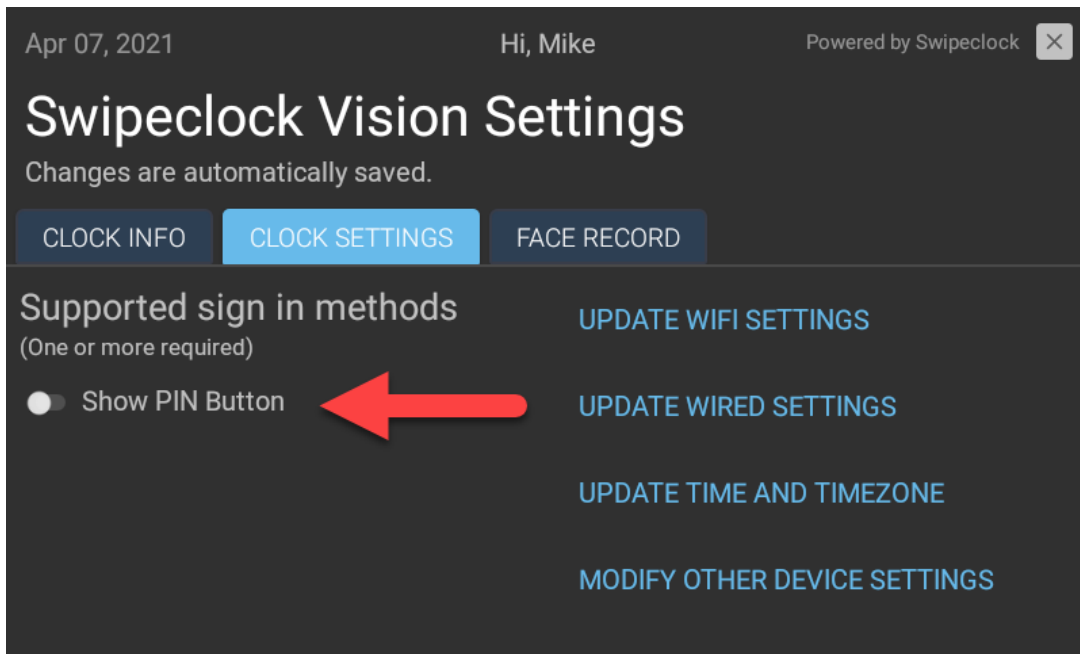 Apr 07, 2021 Hi, Mike Powered by Swipeclock
Swipeclock Vision Settings
Changes are automatically saved.
CLOCK INFO CLOCK SETTINGS FACE RECORD
Supported sign in methods
(One or more required)
Show PIN Button
UPDATE WIFI SETTINGS
UPDATE WIRED SETTINGS
UPDATE TIME AND TIMEZONE
MODIFY OTHER DEVICE SETTINGS